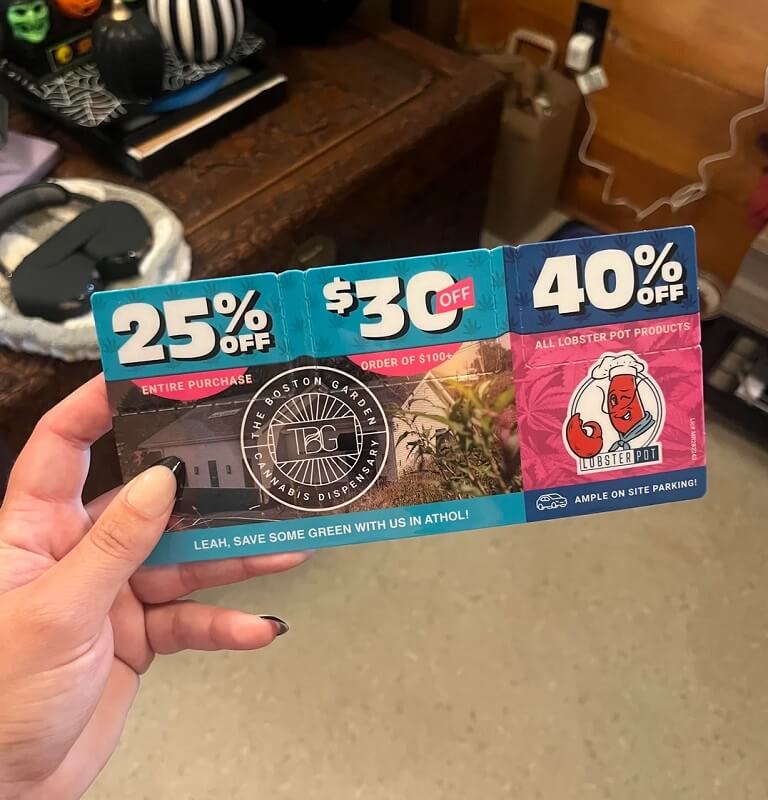 25% OFF
ENTIRE PURCHASE
$30 OFF
ORDER OF $100+
40% OFF
ALL LOBSTER POT PRODUCTS
THE BOSTON GARDEN
TBG
CANNABIS DISPENSARY
LOBSTER POT
LEAH, SAVE SOME GREEN WITH US IN ATHOL!
AMPLE ON SITE PARKING!